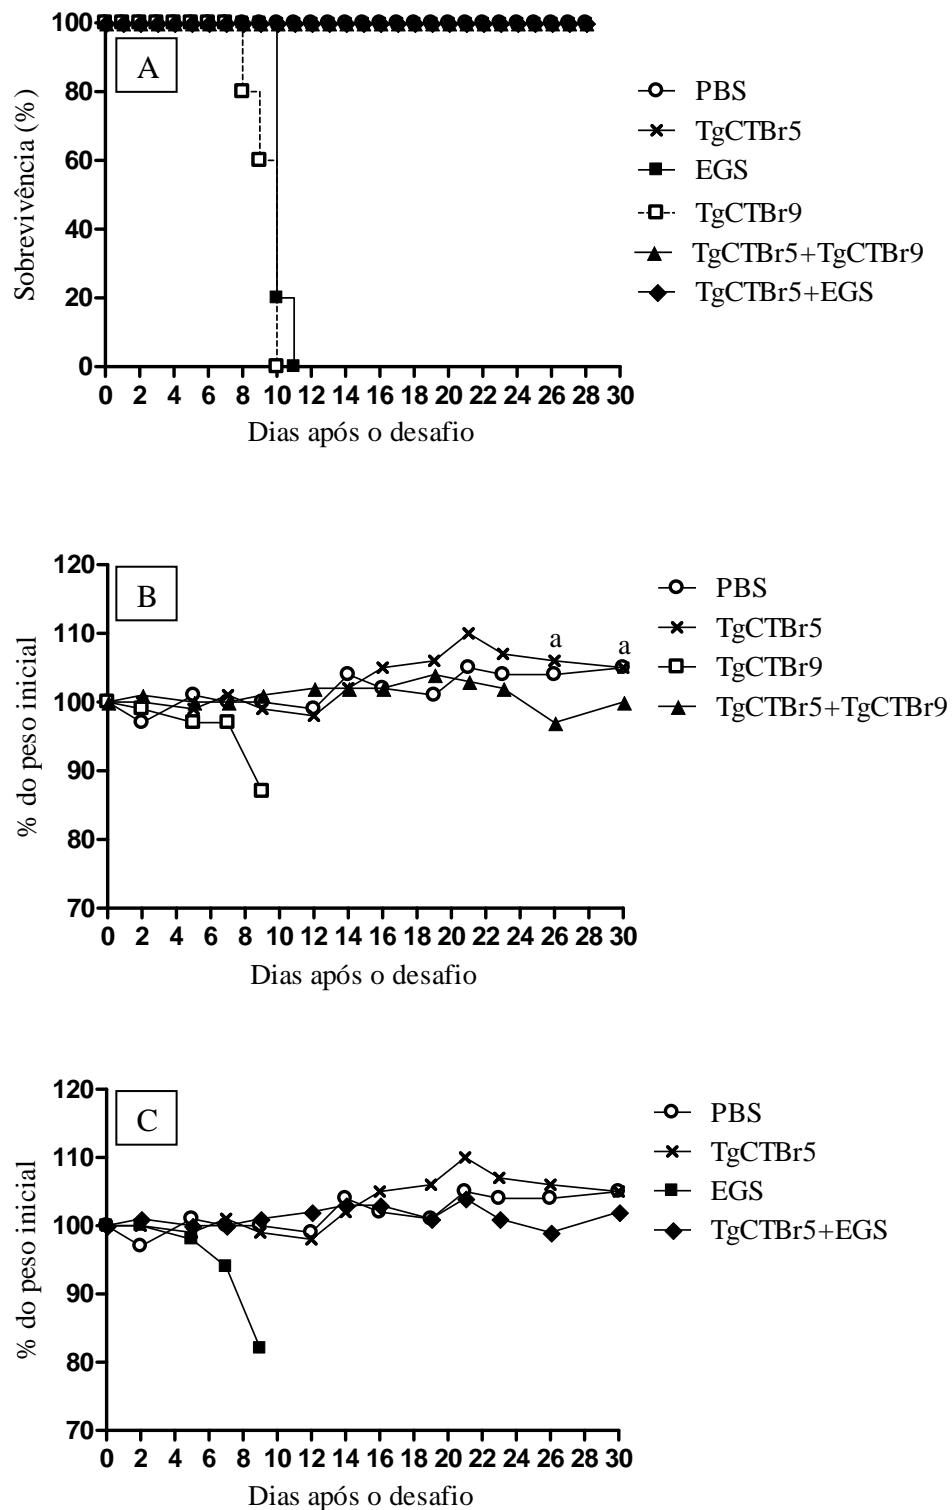 100
80
60
40
20
0
Sobrevivência (%)
A
0 2 4 6 8 10 12 14 16 18 20 22 24 26 28 30
Dias após o desafio
PBS
TgCTBr5
EGS
TgCTBr9
TgCTBr5+TgCTBr9
TgCTBr5+EGS
120
110
100
90
80
70
% do peso inicial
B
a a
0 2 4 6 8 10 12 14 16 18 20 22 24 26 28 30
Dias após o desafio
PBS
TgCTBr5
TgCTBr9
TgCTBr5+TgCTBr9
120
110
100
90
80
70
% do peso inicial
C
0 2 4 6 8 10 12 14 16 18 20 22 24 26 28 30
Dias após o desafio
PBS
TgCTBr5
EGS
TgCTBr5+EGS